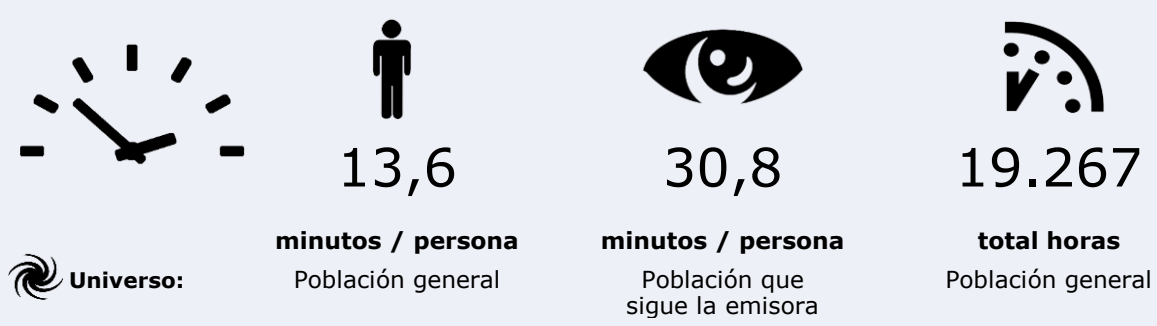 13,6
30,8
19.267
minutos / persona
minutos / persona
total horas
Universo:
Población general
Población que
sigue la emisora
Población general